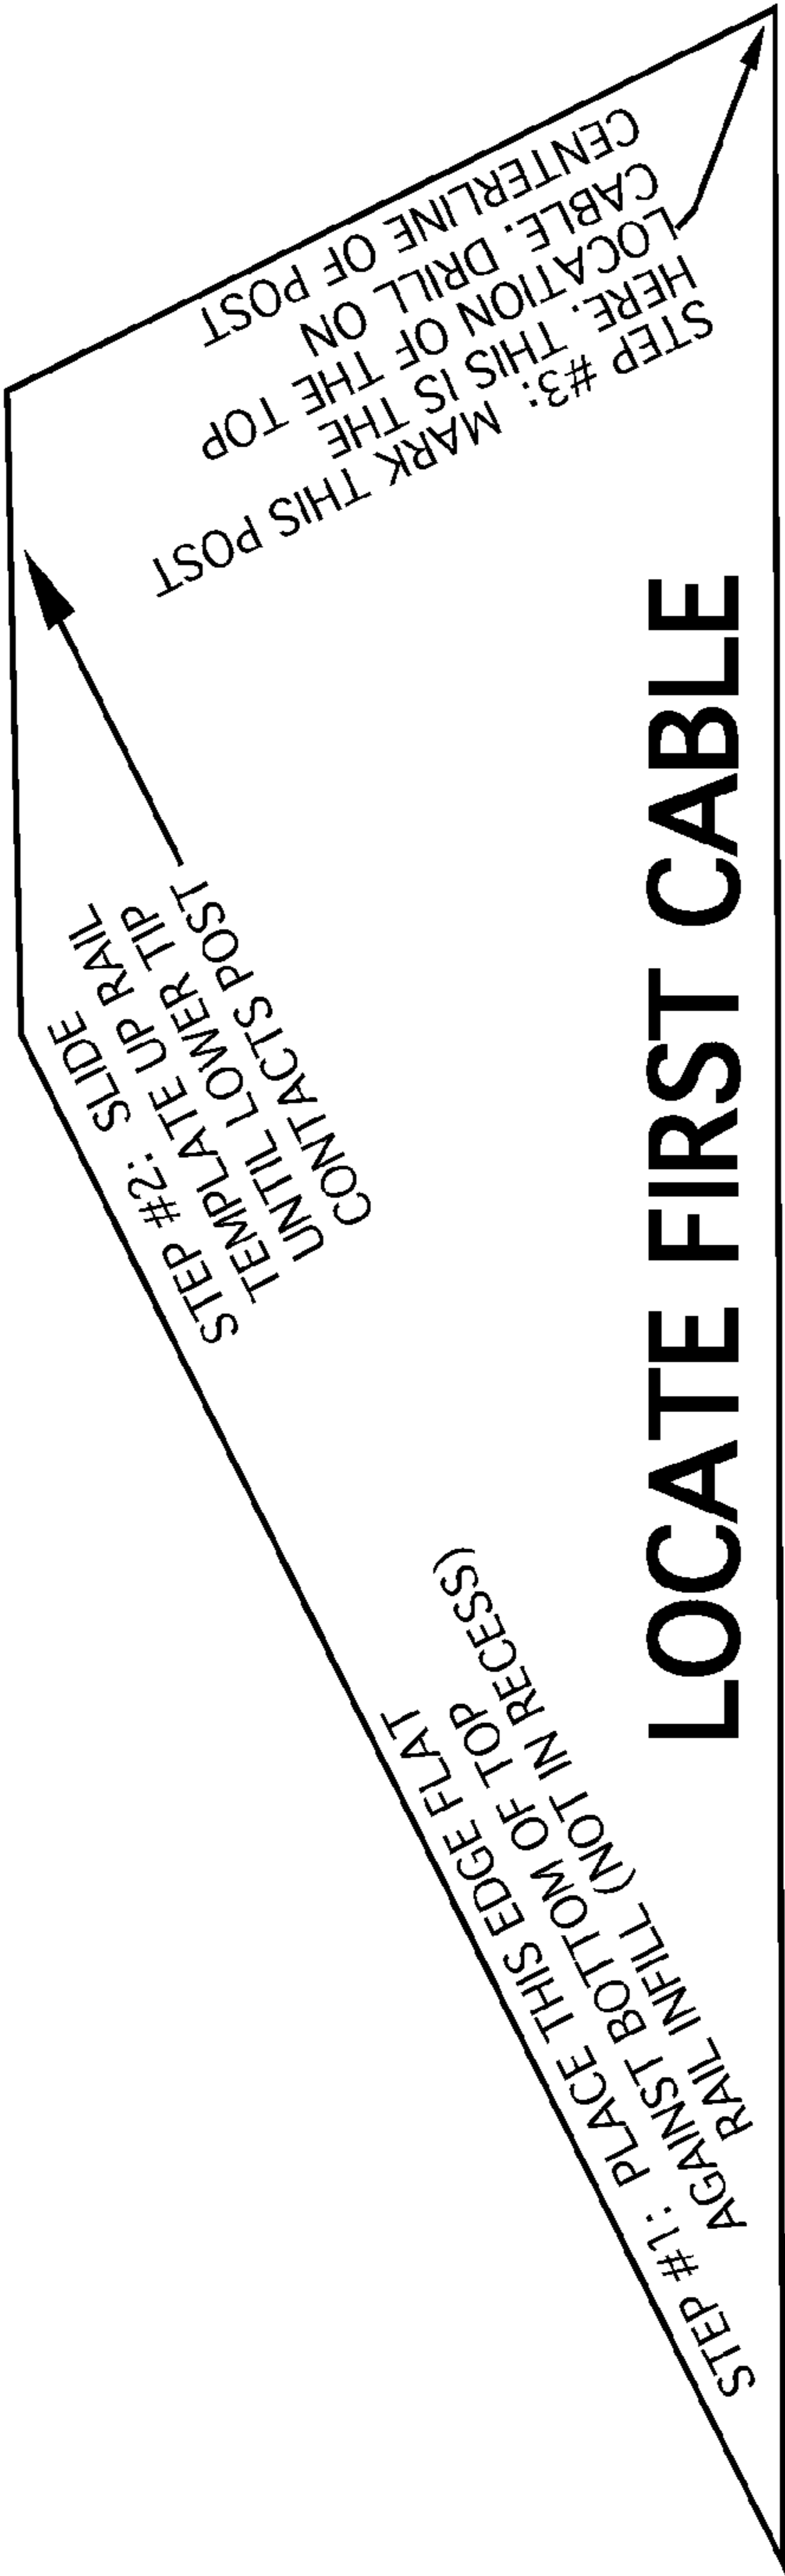 STEP #1: PLACE THIS EDGE FLAT
AGAINST BOTTOM OF TOP
RAIL INFILL (NOT IN RECESS)
STEP #2: SLIDE
TEMPLATE UP RAIL
UNTIL LOWER TIP
CONTACTS POST
STEP #3: MARK THIS POST
HERE. THIS IS THE
LOCATION OF THE TOP
CABLE. DRILL ON
CENTERLINE OF POST
LOCATE FIRST CABLE